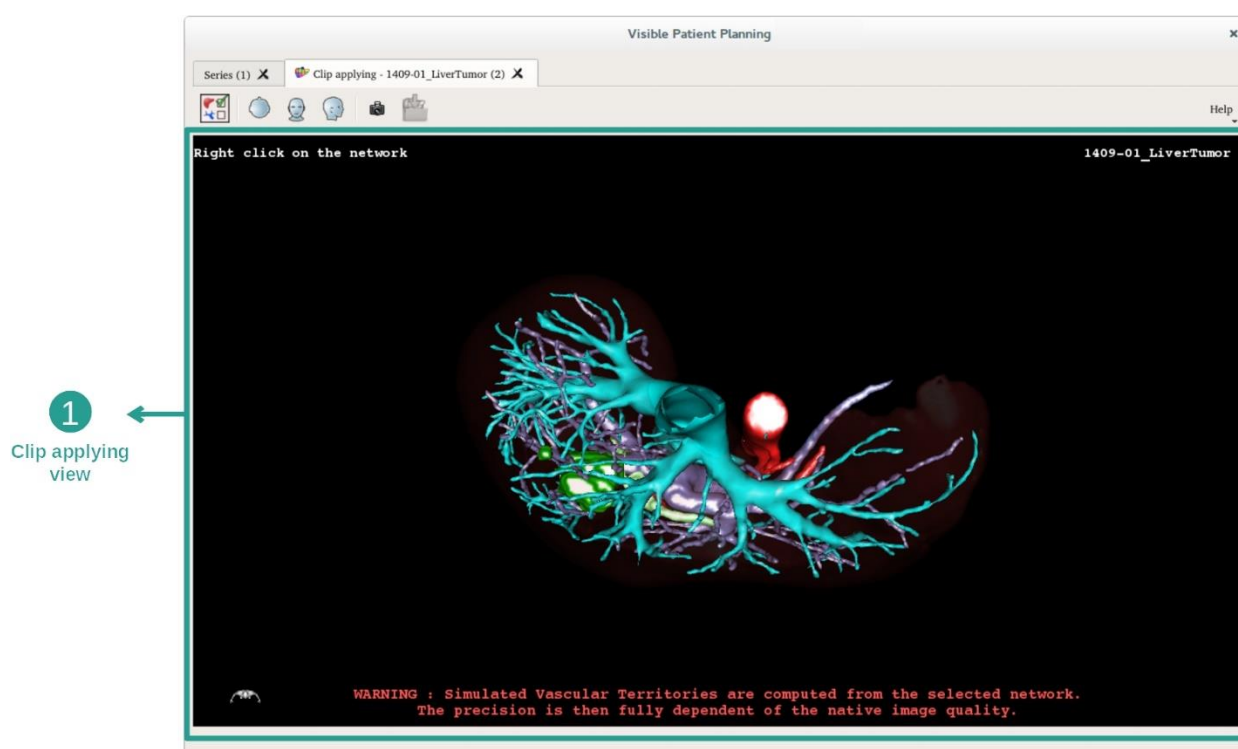 Visible Patient Planning
Series (1)
Clip applying - 1409-01_LiverTumor (2)
Help
Right click on the network
1409-01_LiverTumor
1
Clip applying
view
WARNING : Simulated Vascular Territories are computed from the selected network.
The precision is then fully dependent of the native image quality.